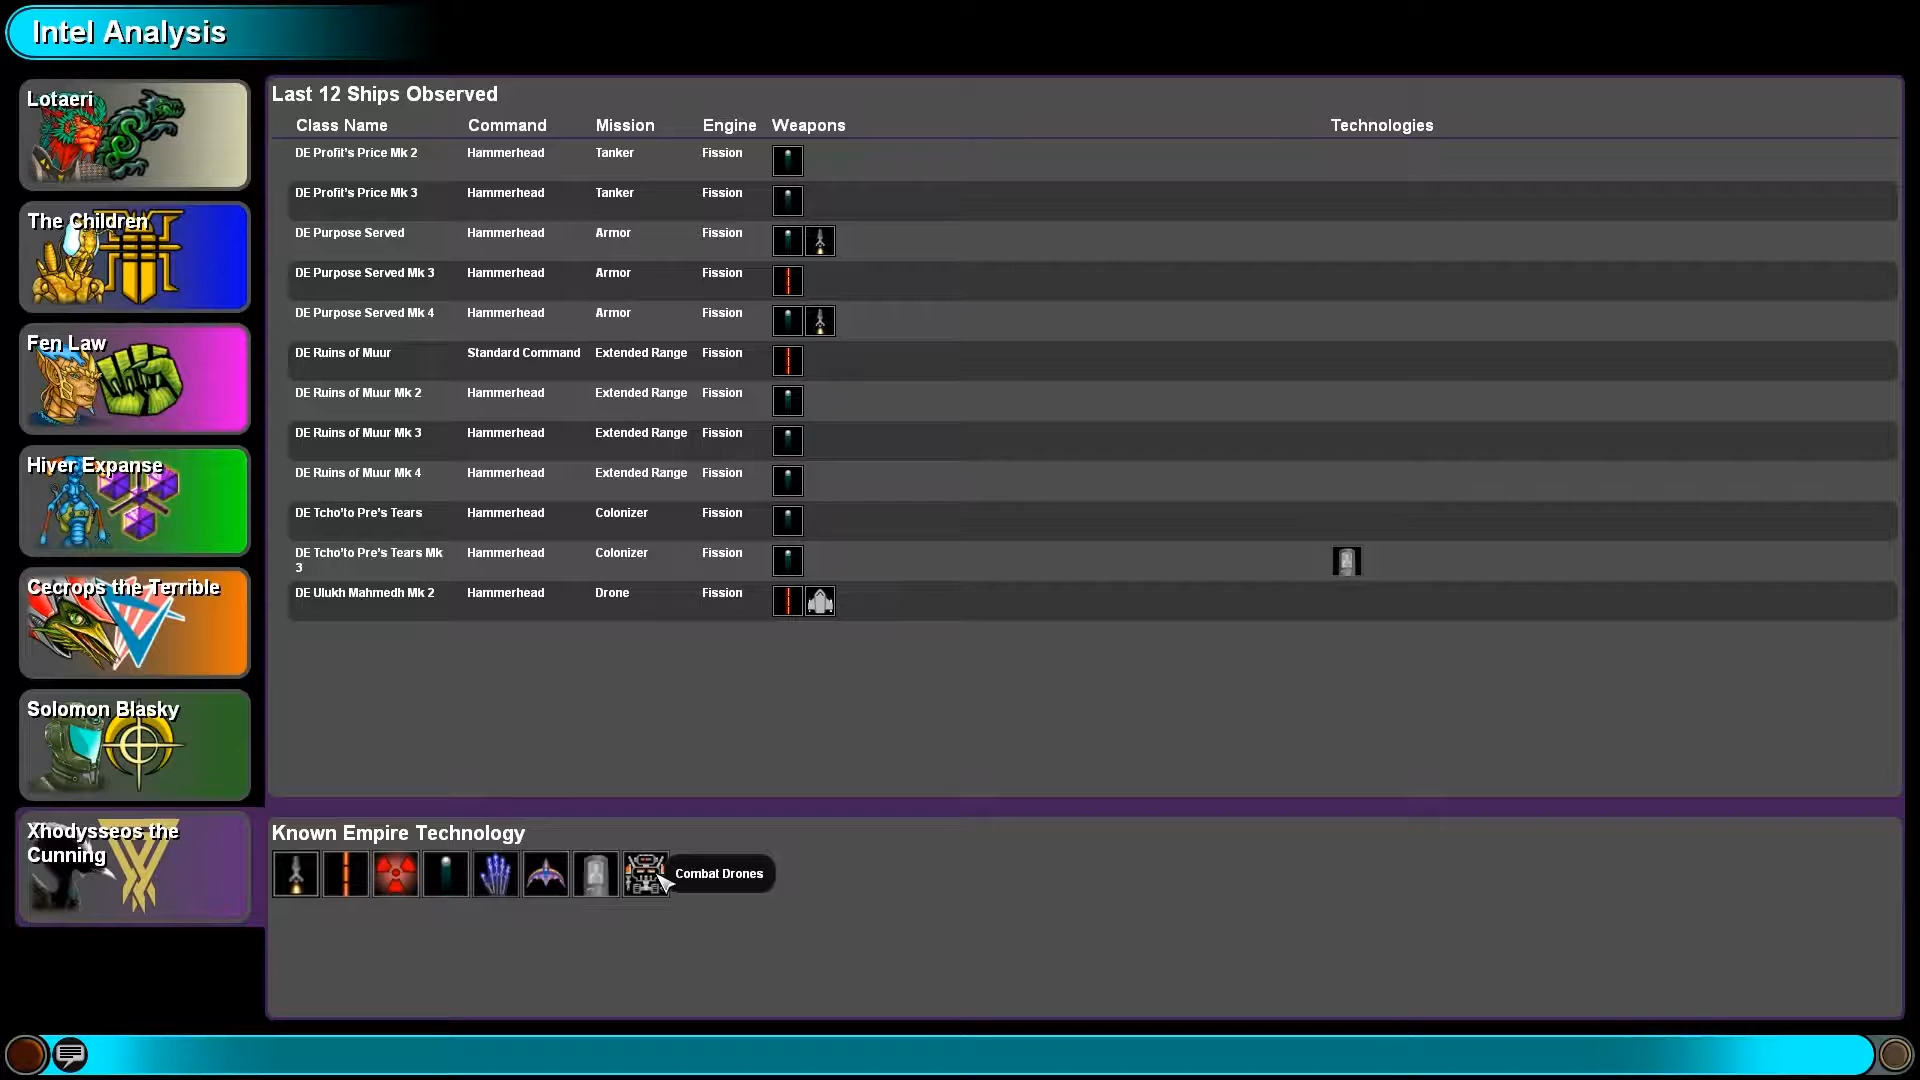 Intel Analysis
Lotaeri
The Children
Fen Law
Hiver Expanse
Cecrops the Terrible
Solomon Blasky
Xhodysseos the
Cunning
Last 12 Ships Observed
Class Name Command Mission Engine Weapons Technologies
DE Profit's Price Mk 2 Hammerhead Tanker Fission
DE Profit's Price Mk 3 Hammerhead Tanker Fission
DE Purpose Served Hammerhead Armor Fission
DE Purpose Served Mk 3 Hammerhead Armor Fission
DE Purpose Served Mk 4 Hammerhead Armor Fission
DE Ruins of Muur Standard Command Extended Range Fission
DE Ruins of Muur Mk 2 Hammerhead Extended Range Fission
DE Ruins of Muur Mk 3 Hammerhead Extended Range Fission
DE Ruins of Muur Mk 4 Hammerhead Extended Range Fission
DE Tcho'to Pre's Tears Hammerhead Colonizer Fission
DE Tcho'to Pre's Tears Mk Hammerhead Colonizer Fission
3
DE Ulukh Mahmedh Mk 2 Hammerhead Drone Fission
Known Empire Technology
Combat Drones